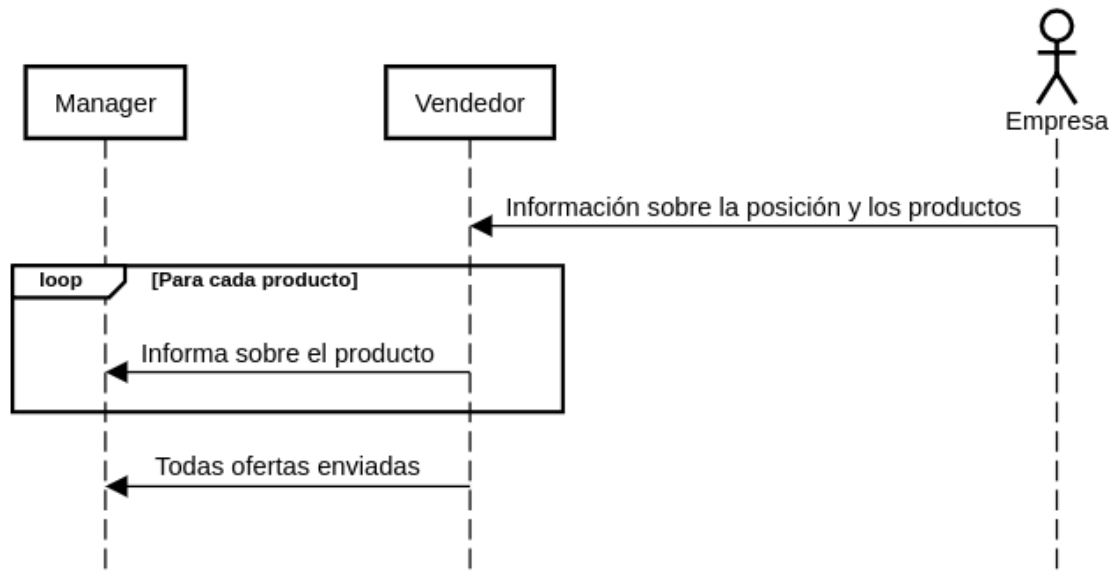 Manager
Vendedor
Empresa
Información sobre la posición y los productos
loop
[Para cada producto]
Informa sobre el producto
Todas ofertas enviadas